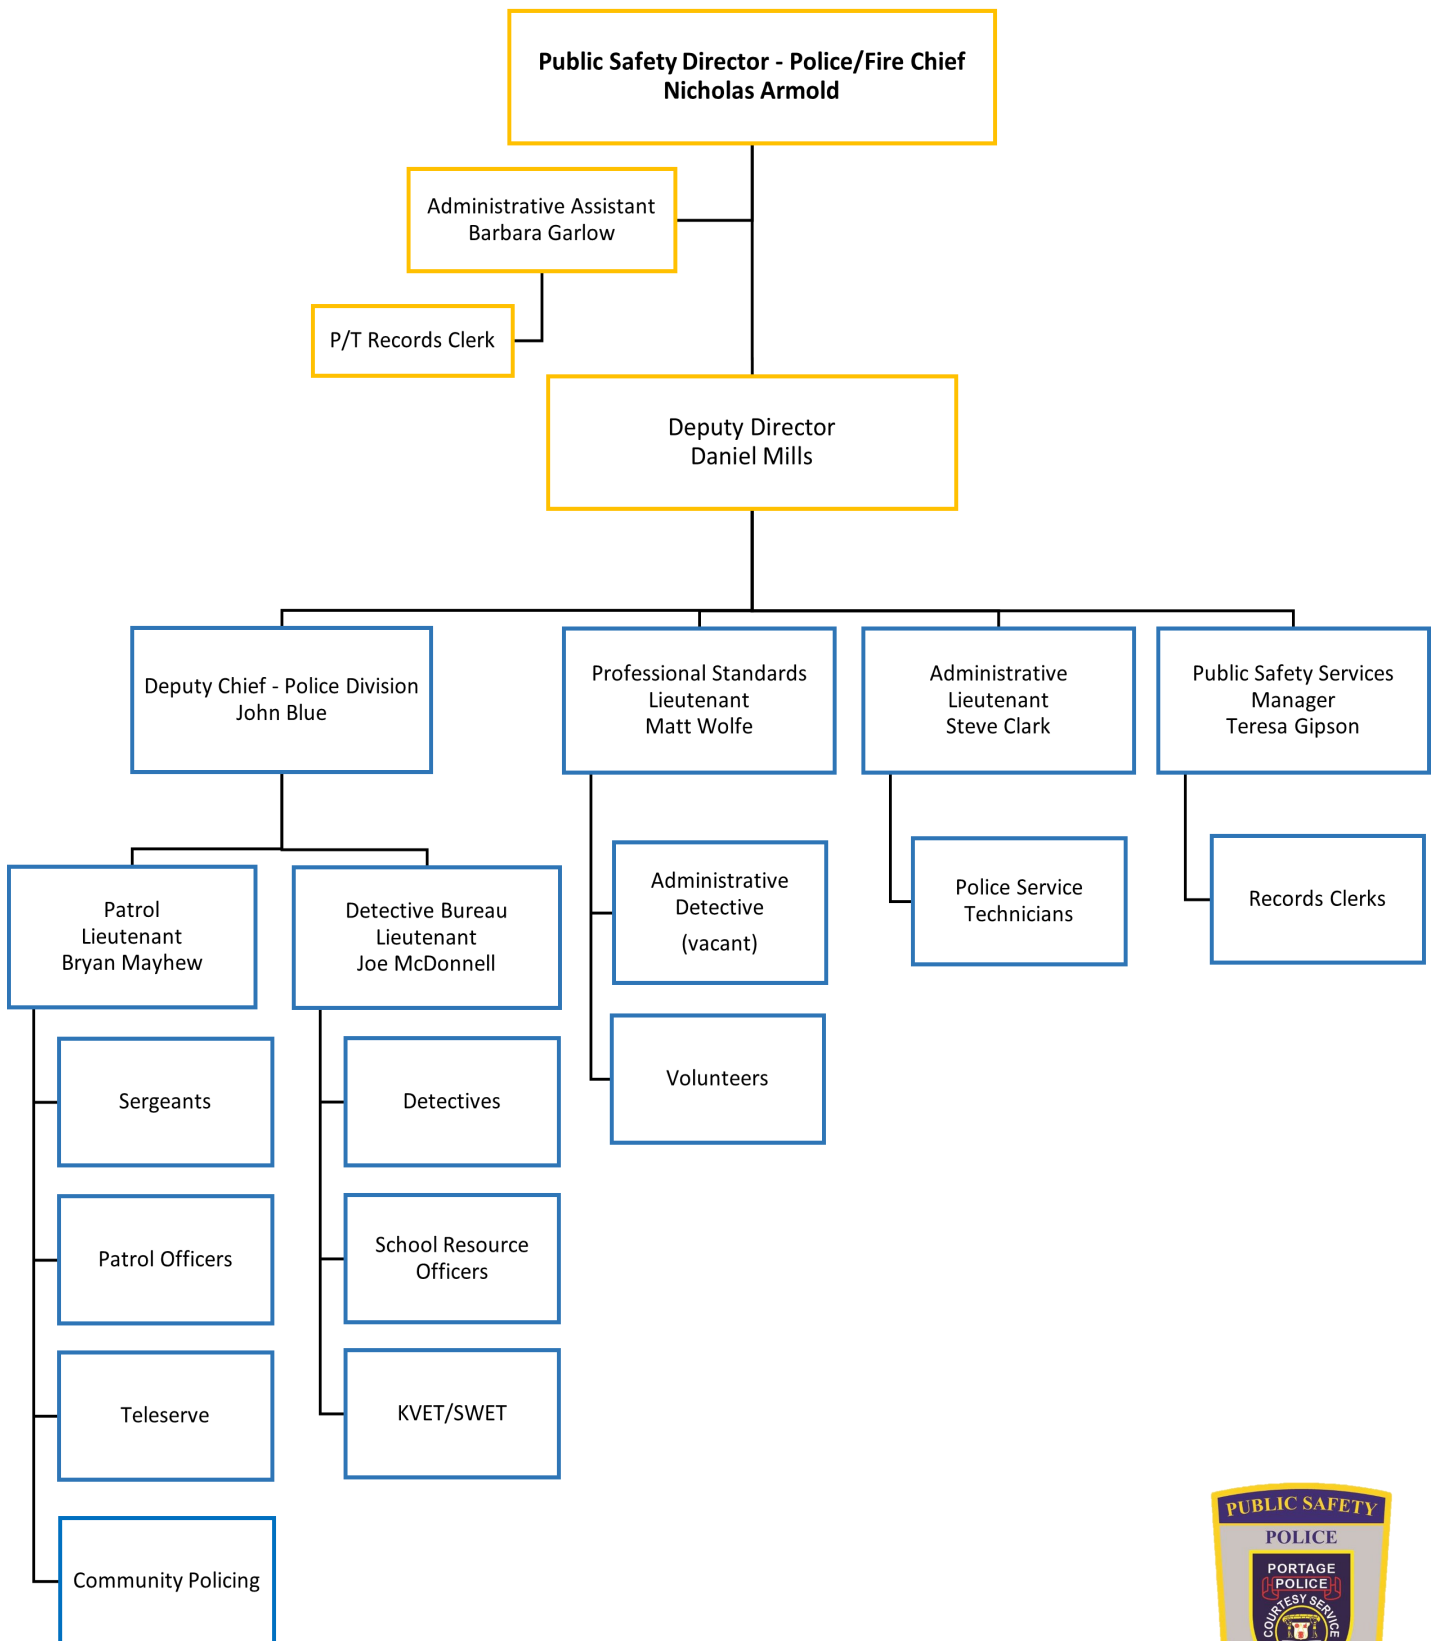 Public Safety Director - Police/Fire Chief
Nicholas Armold
Administrative Assistant
Barbara Garlow
P/T Records Clerk
Deputy Director
Daniel Mills
Deputy Chief - Police Division
John Blue
Professional Standards
Lieutenant
Matt Wolfe
Administrative
Lieutenant
Steve Clark
Public Safety Services
Manager
Teresa Gipson
Patrol
Lieutenant
Bryan Mayhew
Detective Bureau
Lieutenant
Joe McDonnell
Administrative
Detective
(vacant)
Police Service
Technicians
Records Clerks
Sergeants
Detectives
Volunteers
Patrol Officers
School Resource
Officers
Teleserve
KVET/SWET
Community Policing
PUBLIC SAFETY
POLICE
PORTAGE
POLICE
COURTESY SERVICE